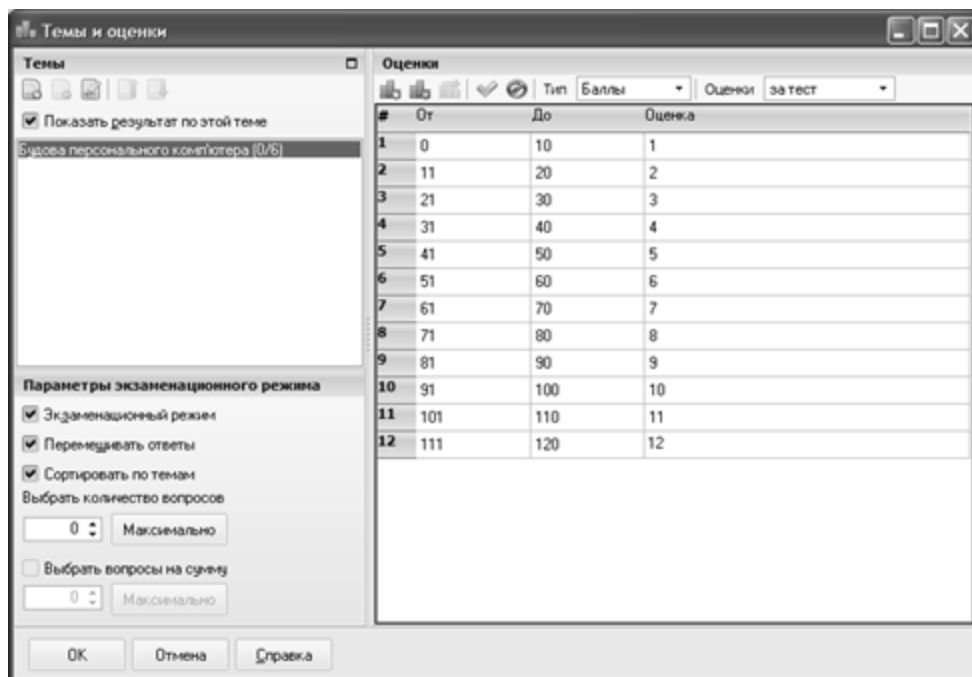 Темы и оценки
Темы
Показать результат по этой теме
Будова персонального комп'ютера (0/6)
Параметры экзаменационного режима
Экзаменационный режим
Перемешивать ответы
Сортировать по темам
Выбрать количество вопросов
0 Максимально
Выбрать вопросы на сумму
0 Максимально
Оценки
Тип Баллы Оценки за тест
# От До Оценка
1 0 10 1
2 11 20 2
3 21 30 3
4 31 40 4
5 41 50 5
6 51 60 6
7 61 70 7
8 71 80 8
9 81 90 9
10 91 100 10
11 101 110 11
12 111 120 12
OK Отмена Справка